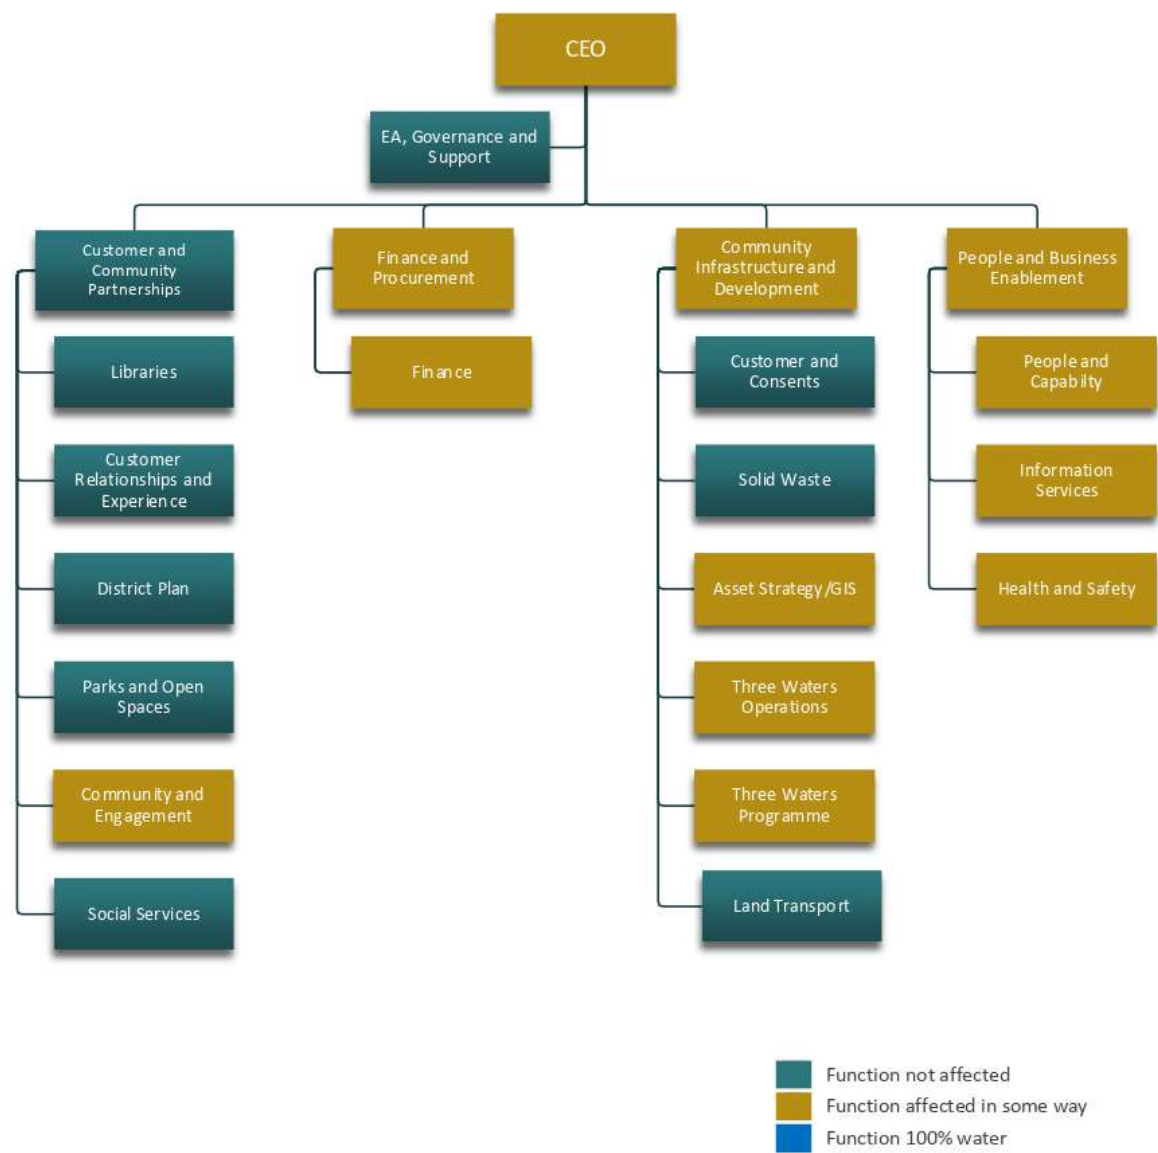 CEO
EA, Governance and
Support
Customer and
Community
Partnerships
Libraries
Customer
Relationships and
Experience
District Plan
Parks and Open
Spaces
Community and
Engagement
Social Services
Finance and
Procurement
Finance
Community
Infrastructure and
Development
Customer and
Consents
Solid Waste
Asset Strategy/GIS
Three Waters
Operations
Three Waters
Programme
Land Transport
People and Business
Enablement
People and
Capabilty
Information
Services
Health and Safety
Function not affected
Function affected in some way
Function 100% water